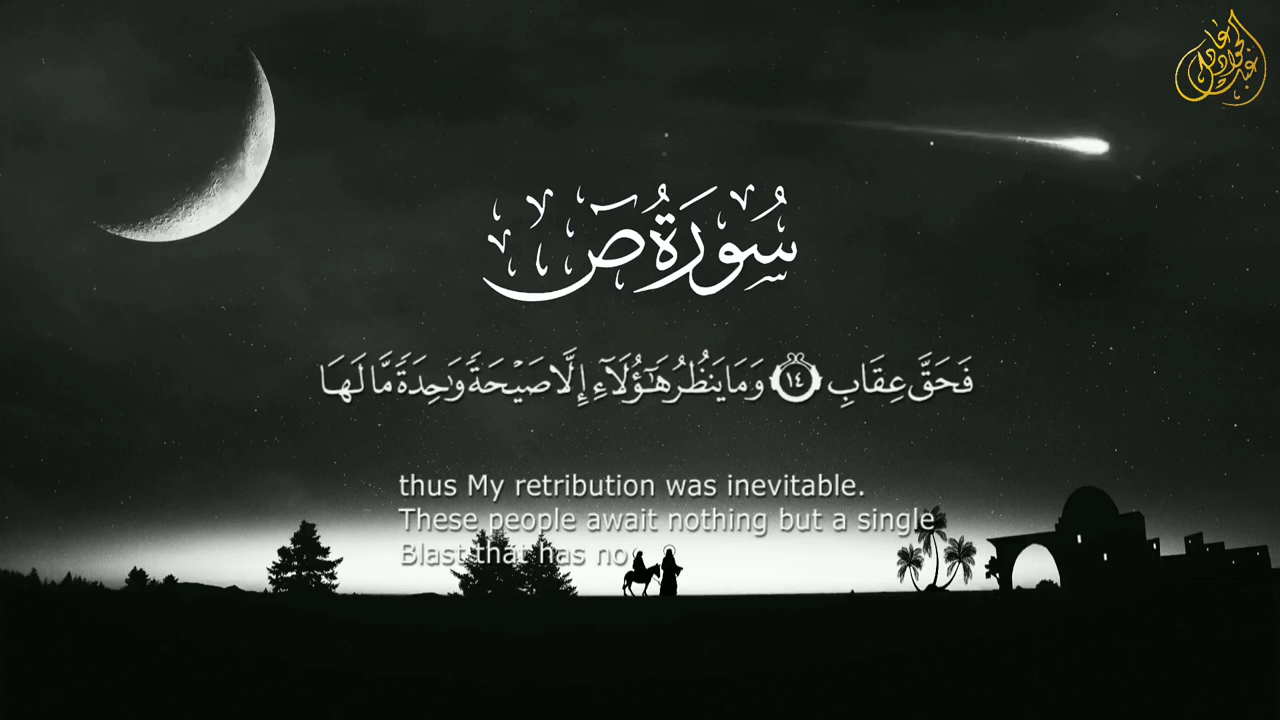 سُورَةُ صٓ
فَحَقَّ عِقَابِ ١٤ وَمَا يَنظُرُ هَٰٓؤُلَآءِ إِلَّا صَيْحَةً وَٰحِدَةً مَّا لَهَا
thus My retribution was inevitable.
These people await nothing but a single
Blast that has no